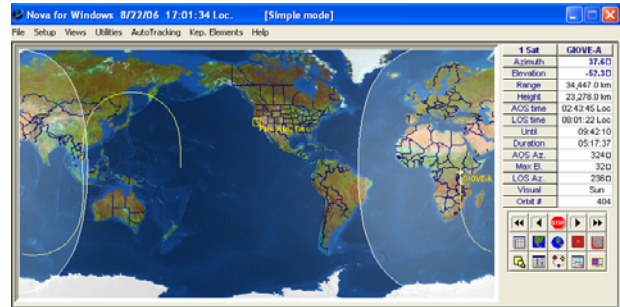 Nova for Windows 8/22/06 17:01:34 Loc. [Simple mode]
File Setup Views Utilities AutoTracking Kep. Elements Help
1 Sat GIOVE-A
Azimuth 37.6
Elevation -52.3
Range 34,447.0 km
Height 23,278.0 km
AOS time 02:43:45 Loc
LOS time 08:01:22 Loc
Until 09:42:10
Duration 05:17:37
AOS Az. 324
Max El. 32
LOS Az. 236
Visual Sun
Orbit # 404
GIOVE-A
STOP